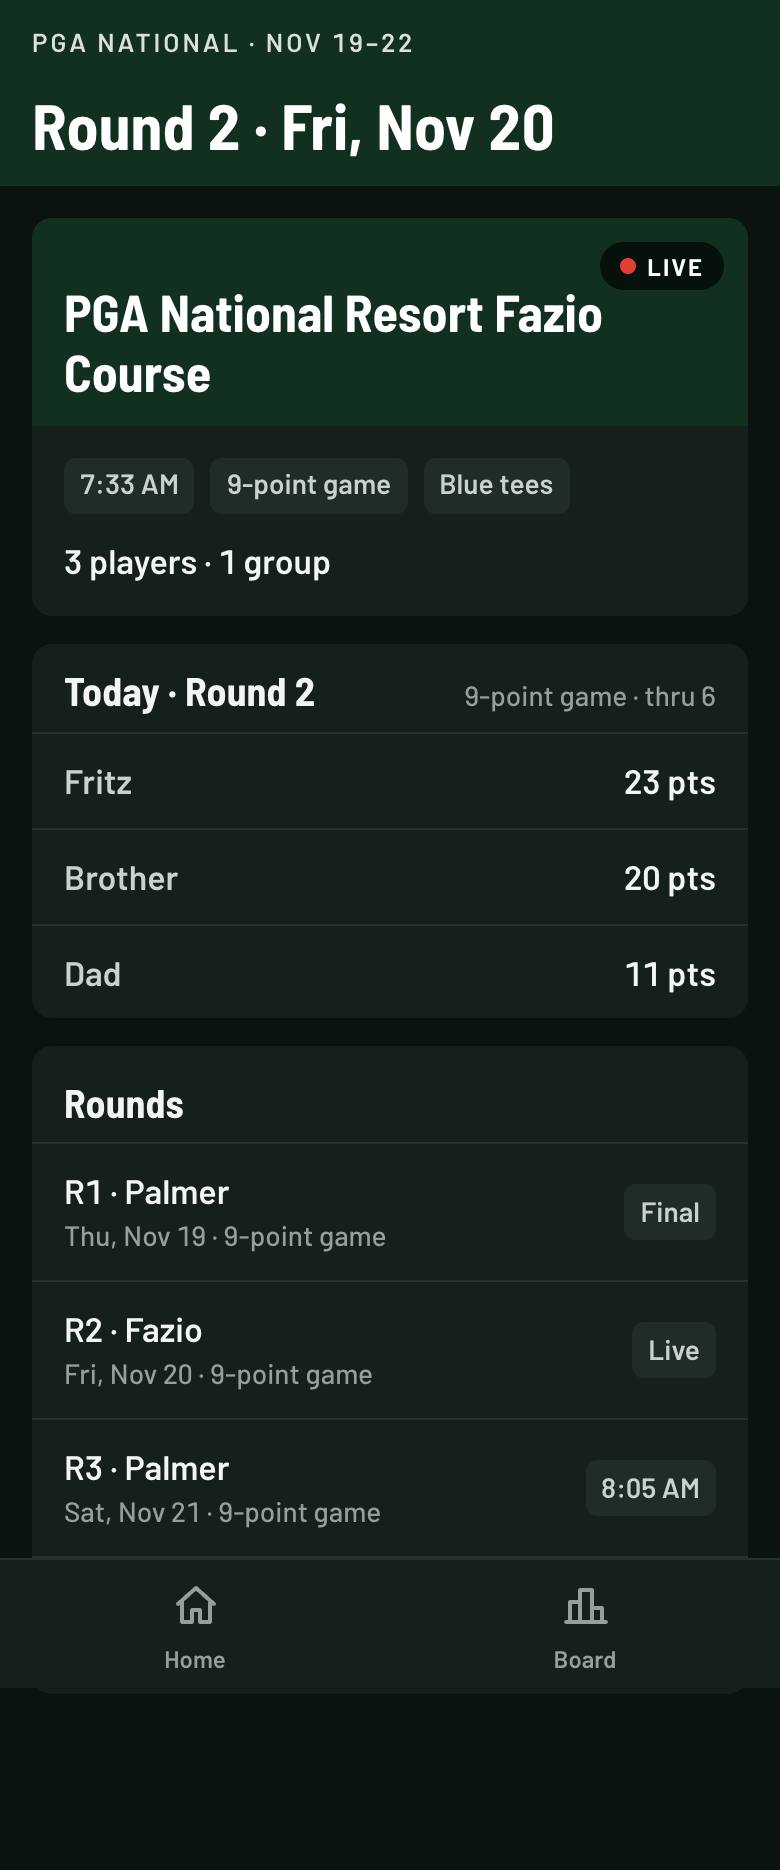 PGA NATIONAL · NOV 19–22
Round 2 · Fri, Nov 20
LIVE
PGA National Resort Fazio
Course
7:33 AM 9-point game Blue tees
3 players · 1 group
Today · Round 2 9-point game · thru 6
Fritz 23 pts
Brother 20 pts
Dad 11 pts
Rounds
R1 · Palmer Final
Thu, Nov 19 · 9-point game
R2 · Fazio Live
Fri, Nov 20 · 9-point game
R3 · Palmer 8:05 AM
Sat, Nov 21 · 9-point game
Home Board